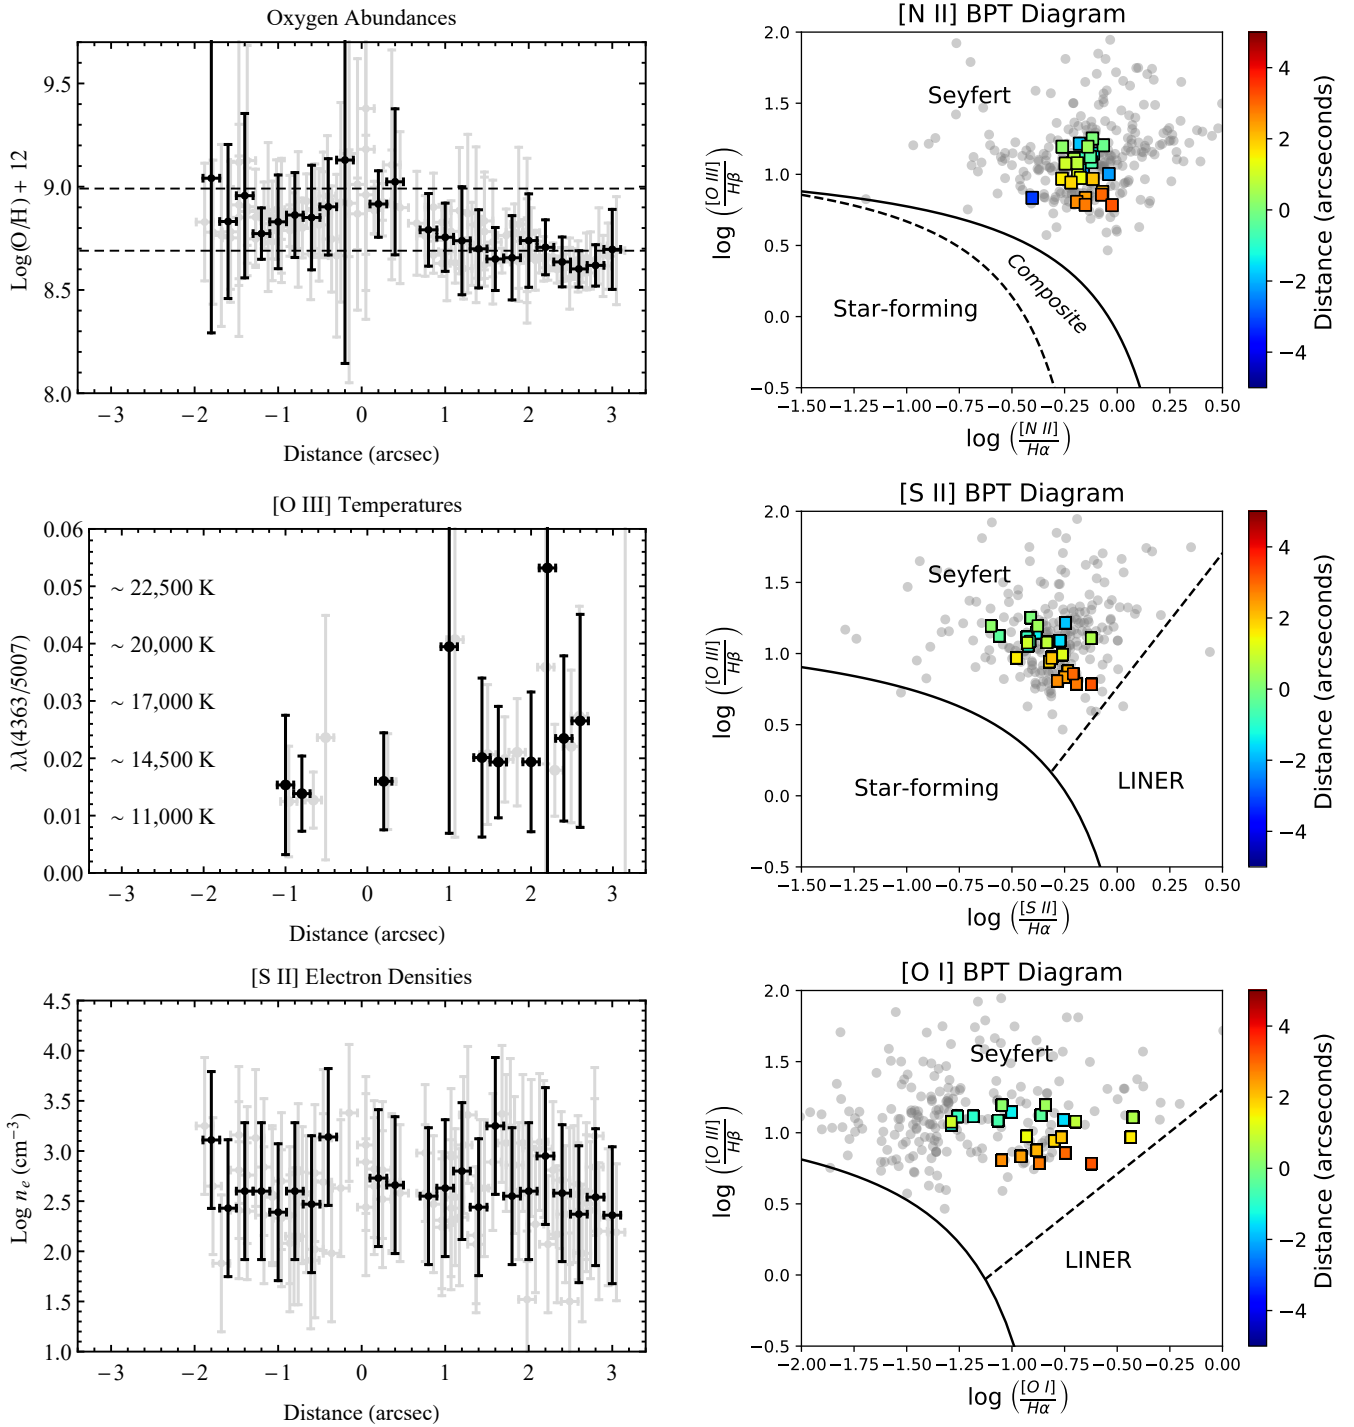 Oxygen Abundances
Log(O/H) + 12
9.5
9.0
8.5
8.0
−3 −2 −1 0 1 2 3
Distance (arcsec)
[N II] BPT Diagram
log ([O III]/Hβ)
2.0
1.5
1.0
0.5
0.0
−0.5
Seyfert
Composite
Star-forming
−1.50 −1.25 −1.00 −0.75 −0.50 −0.25 0.00 0.25 0.50
log ([N II]/Hα)
4
2
0
−2
−4
Distance (arcseconds)
[O III] Temperatures
λλ(4363/5007)
0.06
0.05
0.04
0.03
0.02
0.01
0.00
~ 22,500 K
~ 20,000 K
~ 17,000 K
~ 14,500 K
~ 11,000 K
−3 −2 −1 0 1 2 3
Distance (arcsec)
[S II] BPT Diagram
log ([O III]/Hβ)
2.0
1.5
1.0
0.5
0.0
−0.5
Seyfert
Star-forming
LINER
−1.50 −1.25 −1.00 −0.75 −0.50 −0.25 0.00 0.25 0.50
log ([S II]/Hα)
4
2
0
−2
−4
Distance (arcseconds)
[S II] Electron Densities
Log nₑ (cm⁻³)
4.5
4.0
3.5
3.0
2.5
2.0
1.5
1.0
−3 −2 −1 0 1 2 3
Distance (arcsec)
[O I] BPT Diagram
log ([O III]/Hβ)
2.0
1.5
1.0
0.5
0.0
−0.5
Seyfert
LINER
−2.00 −1.75 −1.50 −1.25 −1.00 −0.75 −0.50 −0.25 0.00
log ([O I]/Hα)
4
2
0
−2
−4
Distance (arcseconds)